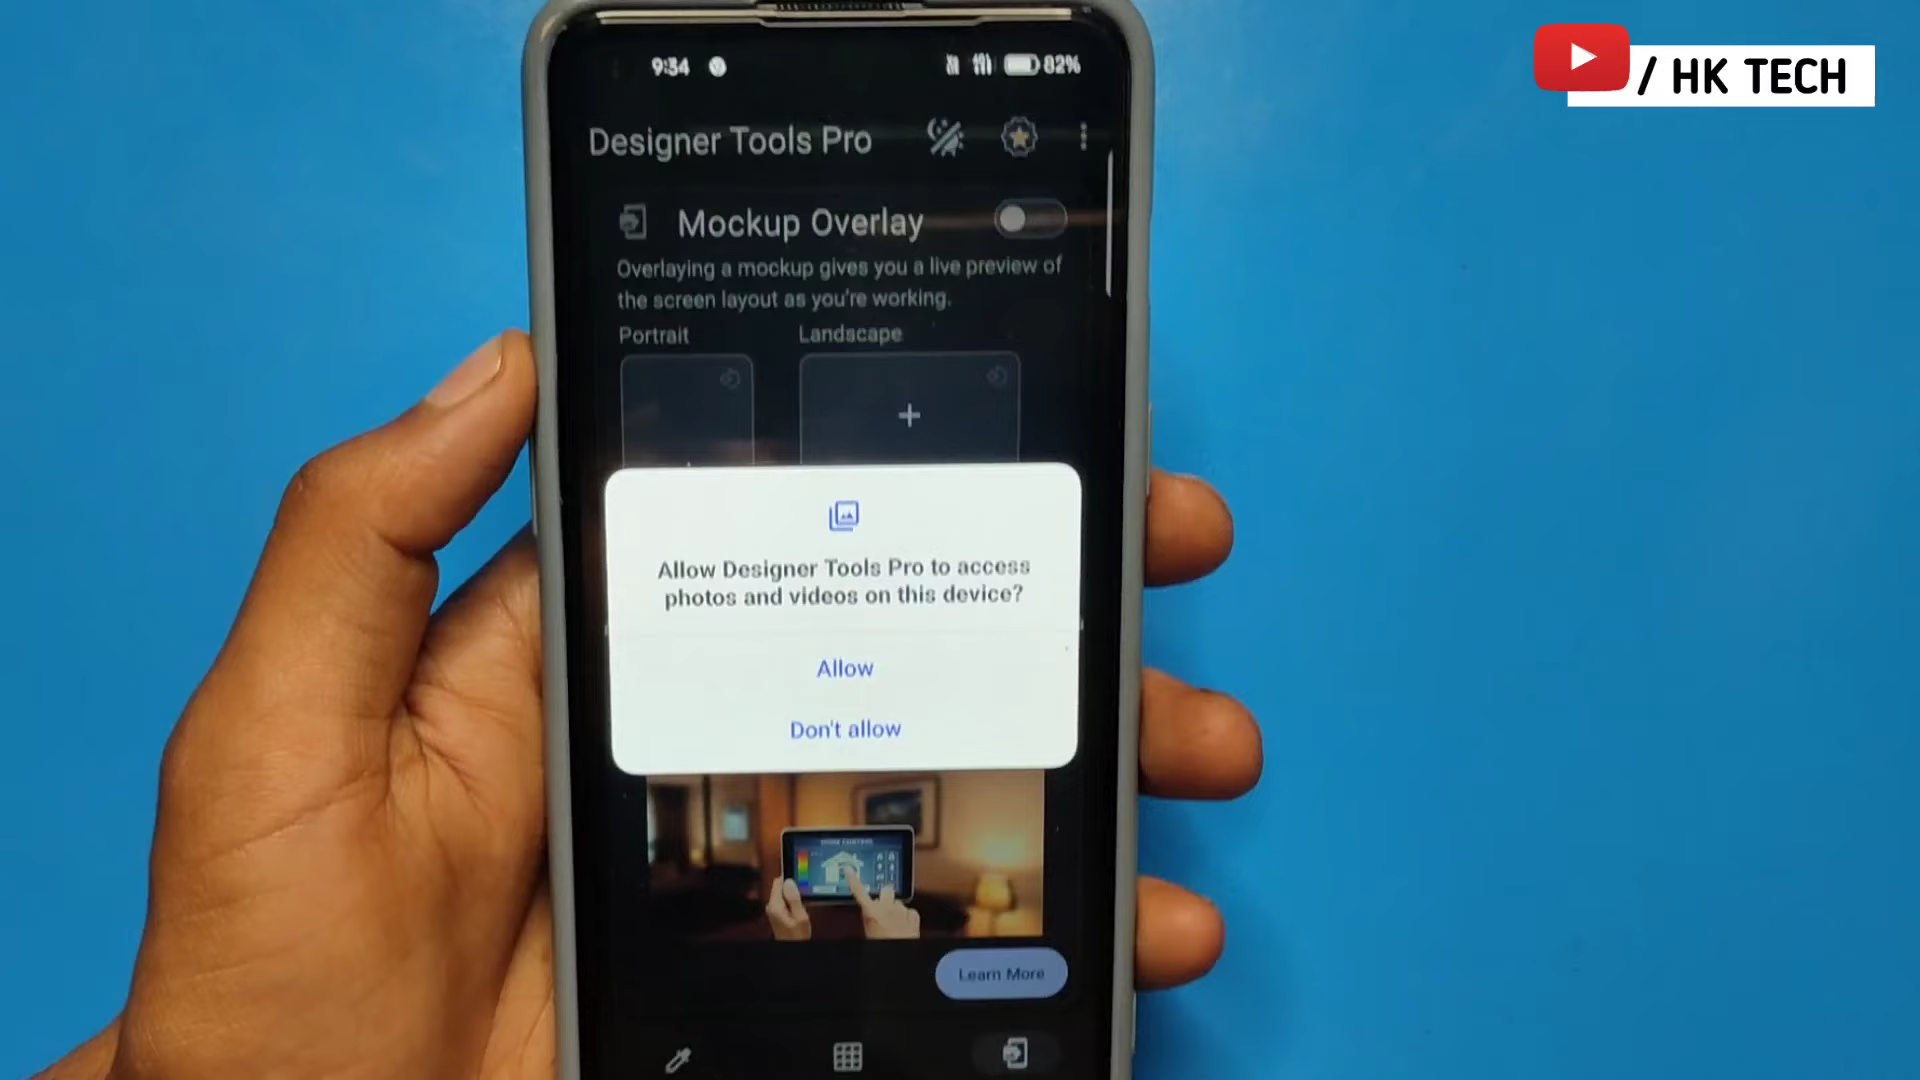 / HK TECH
9:34 82%
Designer Tools Pro
Mockup Overlay
Overlaying a mockup gives you a live preview of
the screen layout as you're working.
Portrait Landscape
Allow Designer Tools Pro to access
photos and videos on this device?
Allow
Don't allow
Learn More